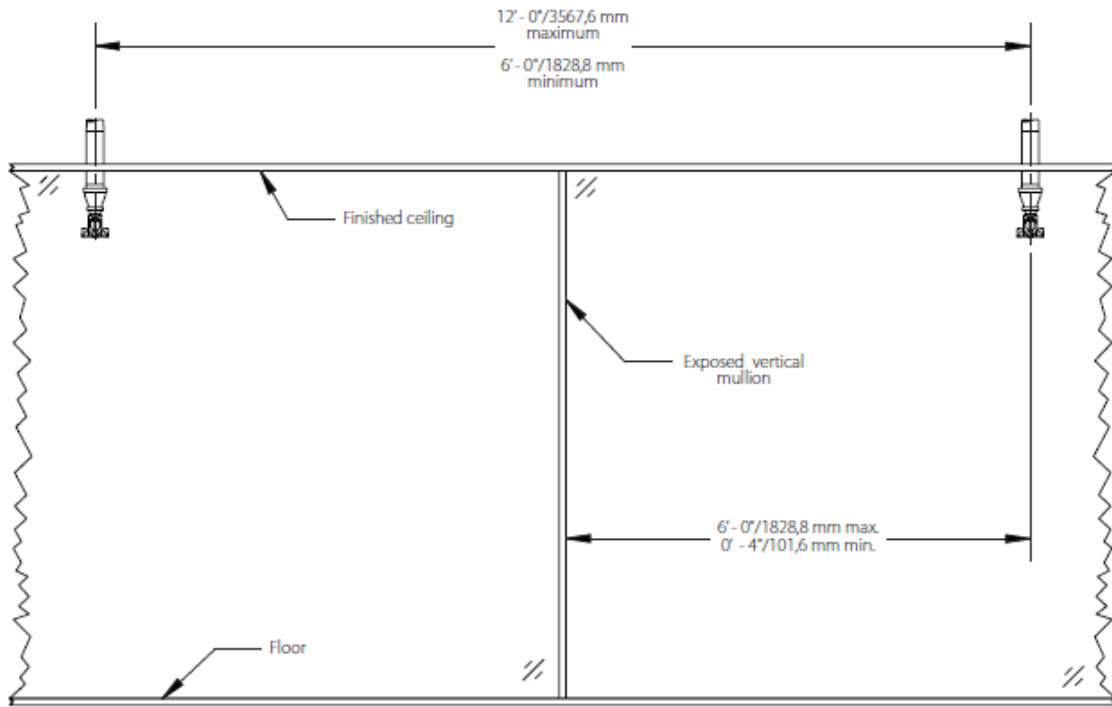 12' - 0"/3567,6 mm
maximum
6' - 0"/1828,8 mm
minimum
Finished ceiling
Exposed vertical
mullion
6' - 0"/1828,8 mm max.
0' - 4"/101,6 mm min.
Floor